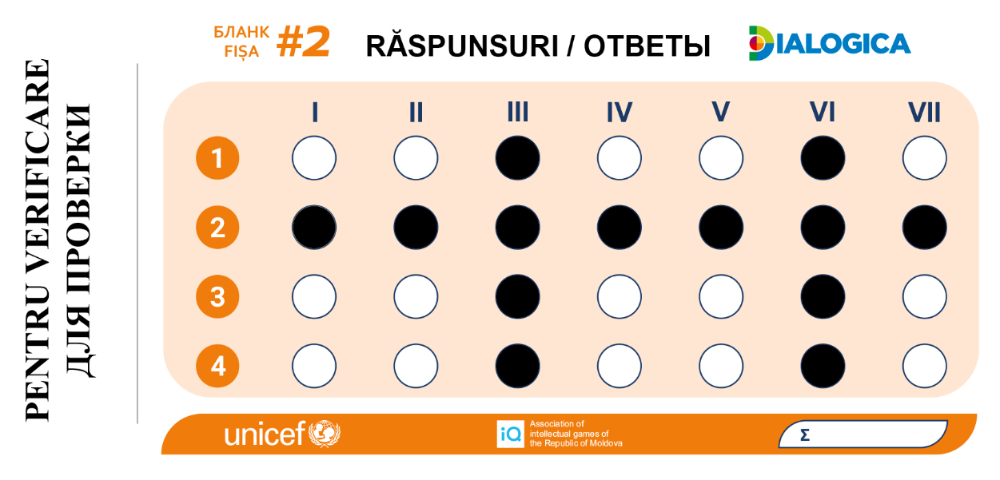 PENTRU VERIFICARE
ДЛЯ ПРОВЕРКИ
БЛАНК
FIȘA
#2
RĂSPUNSURI / ОТВЕТЫ
DIALOGICA
I II III IV V VI VII
1
2
3
4
unicef
iQ
Association of
intellectual games of
the Republic of Moldova
Σ